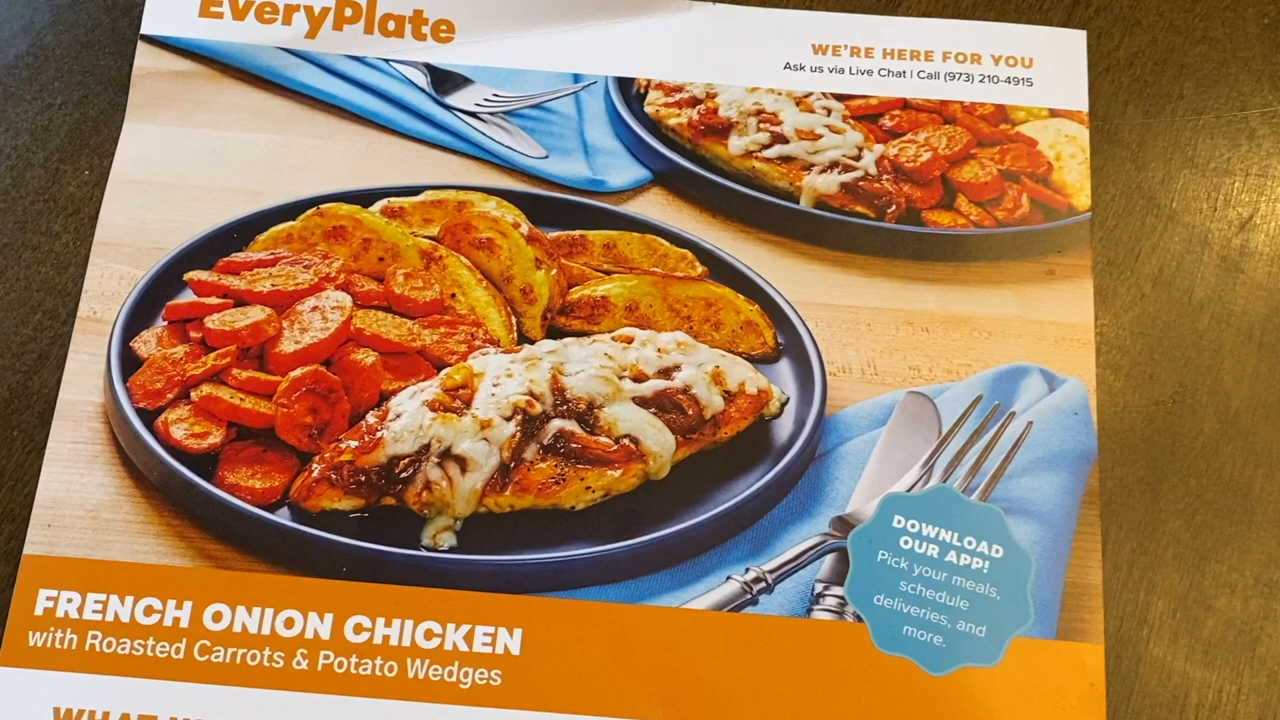 EveryPlate
WE'RE HERE FOR YOU
Ask us via Live Chat | Call (973) 210-4915
DOWNLOAD
OUR APP!
Pick your meals,
schedule
deliveries, and
more.
FRENCH ONION CHICKEN
with Roasted Carrots & Potato Wedges
WHAT